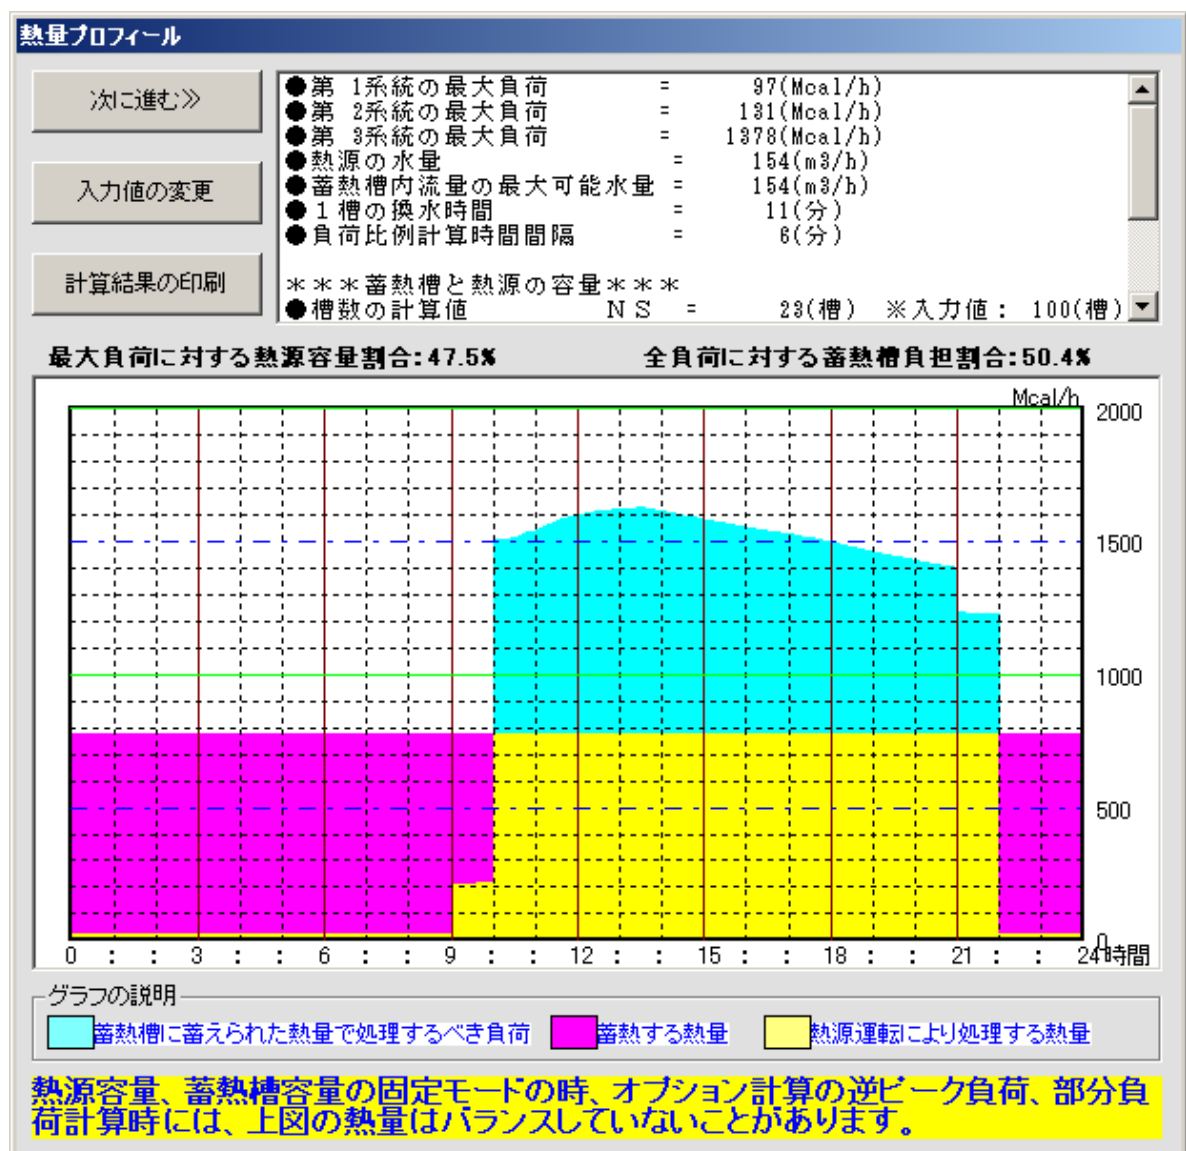 熱量プロフィール
次に進む≫
入力値の変更
計算結果の印刷
●第 1系統の最大負荷 = 97(Mcal/h)
●第 2系統の最大負荷 = 131(Mcal/h)
●第 3系統の最大負荷 = 1378(Mcal/h)
●熱源の水量 = 154(m3/h)
●蓄熱槽内流量の最大可能水量 = 154(m3/h)
●1槽の換水時間 = 11(分)
●負荷比例計算時間間隔 = 6(分)
＊＊＊蓄熱槽と熱源の容量＊＊＊
●槽数の計算値 ＮＳ = 23(槽) ※入力値： 100(槽)
最大負荷に対する熱源容量割合:47.5% 全負荷に対する蓄熱槽負担割合:50.4%
Mcal/h
2000
1500
1000
500
0
0 : : 3 : : 6 : : 9 : : 12 : : 15 : : 18 : : 21 : : 24時間
グラフの説明
蓄熱槽に蓄えられた熱量で処理するべき負荷 蓄熱する熱量 熱源運転により処理する熱量
熱源容量、蓄熱槽容量の固定モードの時、オプション計算の逆ピーク負荷、部分負
荷計算時には、上図の熱量はバランスしていないことがあります。